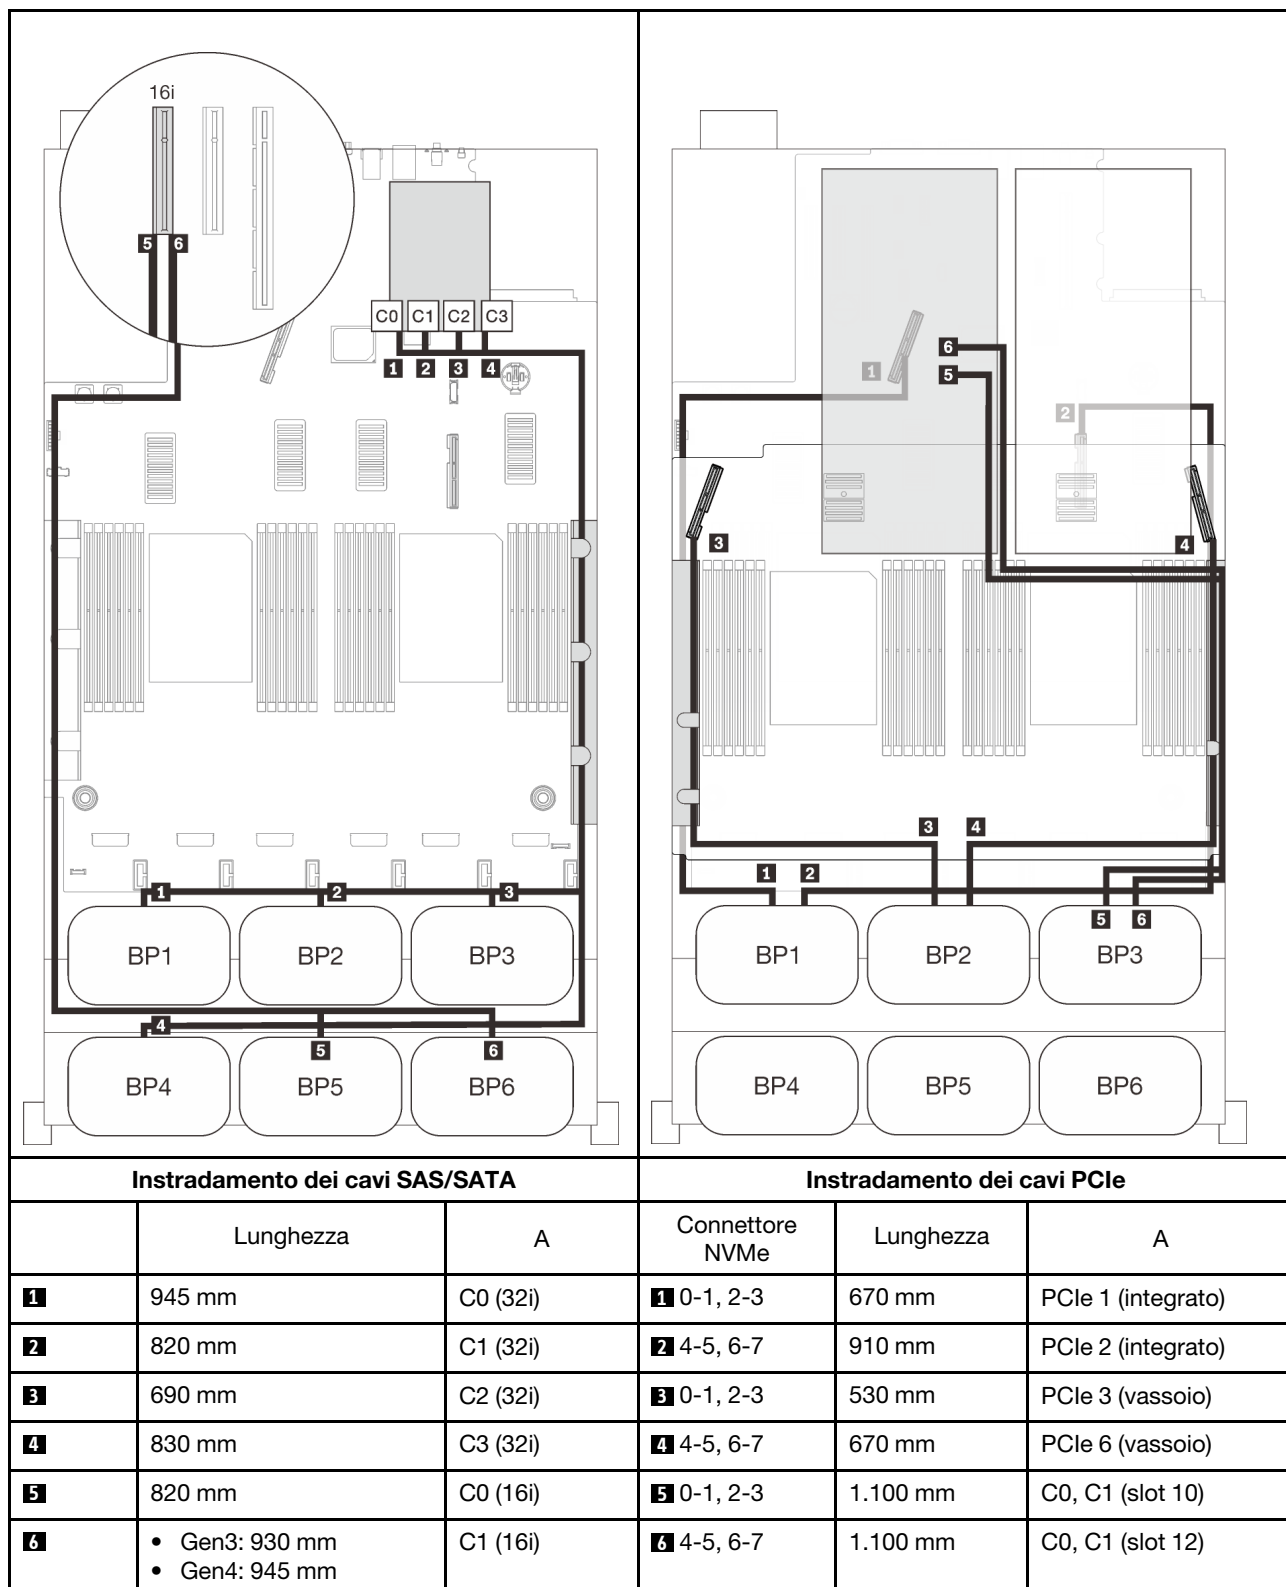 16i
5 6
C0 C1 C2 C3
1 2 3 4
1 2 3
BP1 BP2 BP3
4
5 6
BP4 BP5 BP6
1 6
5
2
3 4
3 4
1 2
5 6
BP1 BP2 BP3
BP4 BP5 BP6
Instradamento dei cavi SAS/SATA Instradamento dei cavi PCIe
Lunghezza A Connettore NVMe Lunghezza A
1 945 mm C0 (32i) 1 0-1, 2-3 670 mm PCIe 1 (integrato)
2 820 mm C1 (32i) 2 4-5, 6-7 910 mm PCIe 2 (integrato)
3 690 mm C2 (32i) 3 0-1, 2-3 530 mm PCIe 3 (vassoio)
4 830 mm C3 (32i) 4 4-5, 6-7 670 mm PCIe 6 (vassoio)
5 820 mm C0 (16i) 5 0-1, 2-3 1.100 mm C0, C1 (slot 10)
6 • Gen3: 930 mm C1 (16i) 6 4-5, 6-7 1.100 mm C0, C1 (slot 12)
• Gen4: 945 mm